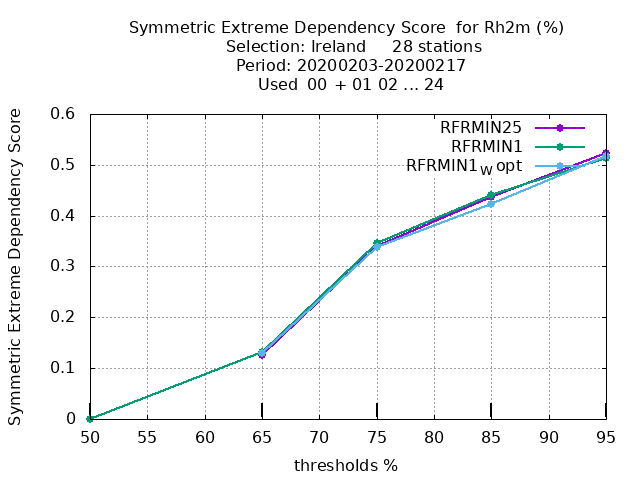 Symmetric Extreme Dependency Score  for Rh2m (%)
Selection: Ireland     28 stations
Period: 20200203-20200217
Used  00  + 01 02 ... 24
Symmetric Extreme Dependency Score
0.6
0.5
0.4
0.3
0.2
0.1
0
RFRMIN25
RFRMIN1
RFRMIN1w opt
50 55 60 65 70 75 80 85 90 95
thresholds %